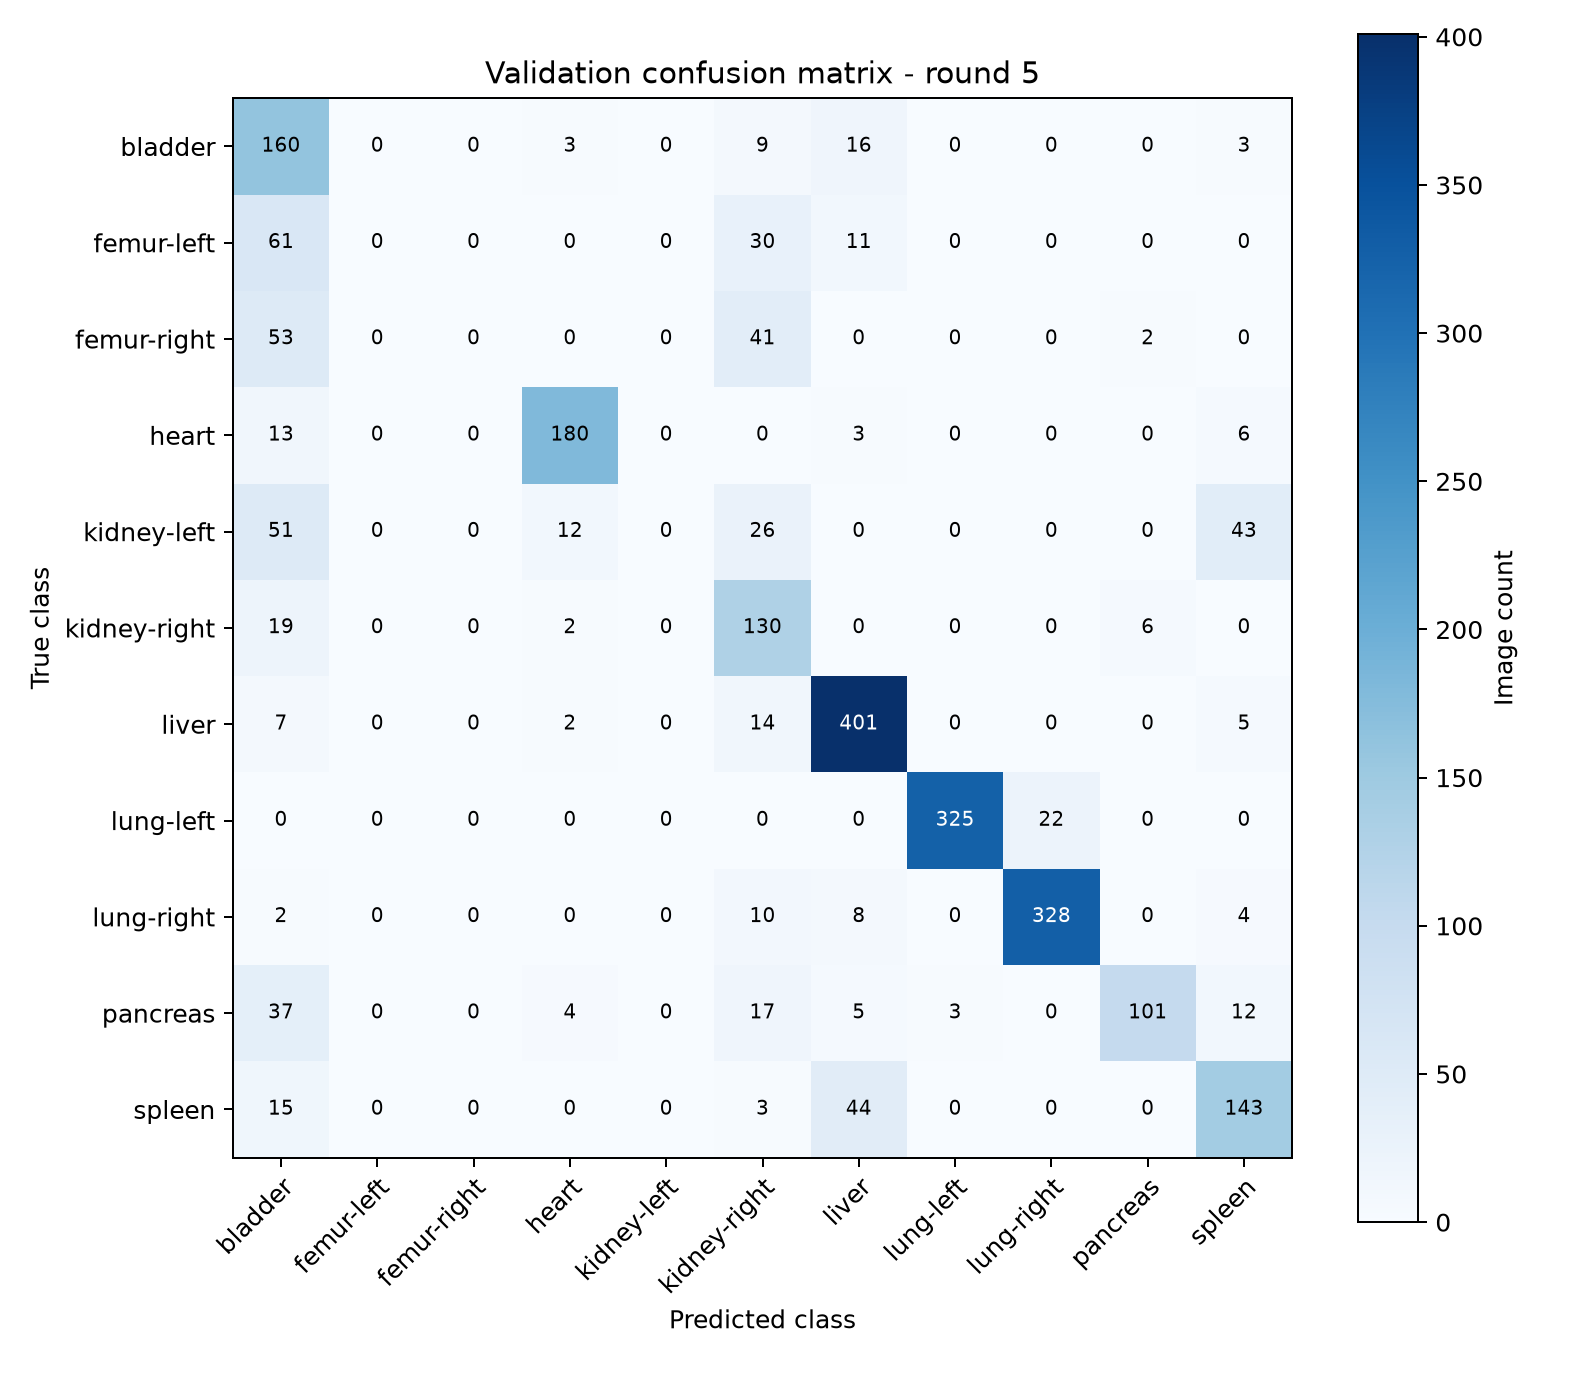 Validation confusion matrix - round 5
bladder 160 0 0 3 0 9 16 0 0 0 3
femur-left 61 0 0 0 0 30 11 0 0 0 0
femur-right 53 0 0 0 0 41 0 0 0 2 0
heart 13 0 0 180 0 0 3 0 0 0 6
kidney-left 51 0 0 12 0 26 0 0 0 0 43
kidney-right 19 0 0 2 0 130 0 0 0 6 0
liver 7 0 0 2 0 14 401 0 0 0 5
lung-left 0 0 0 0 0 0 0 325 22 0 0
lung-right 2 0 0 0 0 10 8 0 328 0 4
pancreas 37 0 0 4 0 17 5 3 0 101 12
spleen 15 0 0 0 0 3 44 0 0 0 143
bladder femur-left femur-right heart kidney-left kidney-right liver lung-left lung-right pancreas spleen
Predicted class
True class
400
350
300
250
200
150
100
50
0
Image count